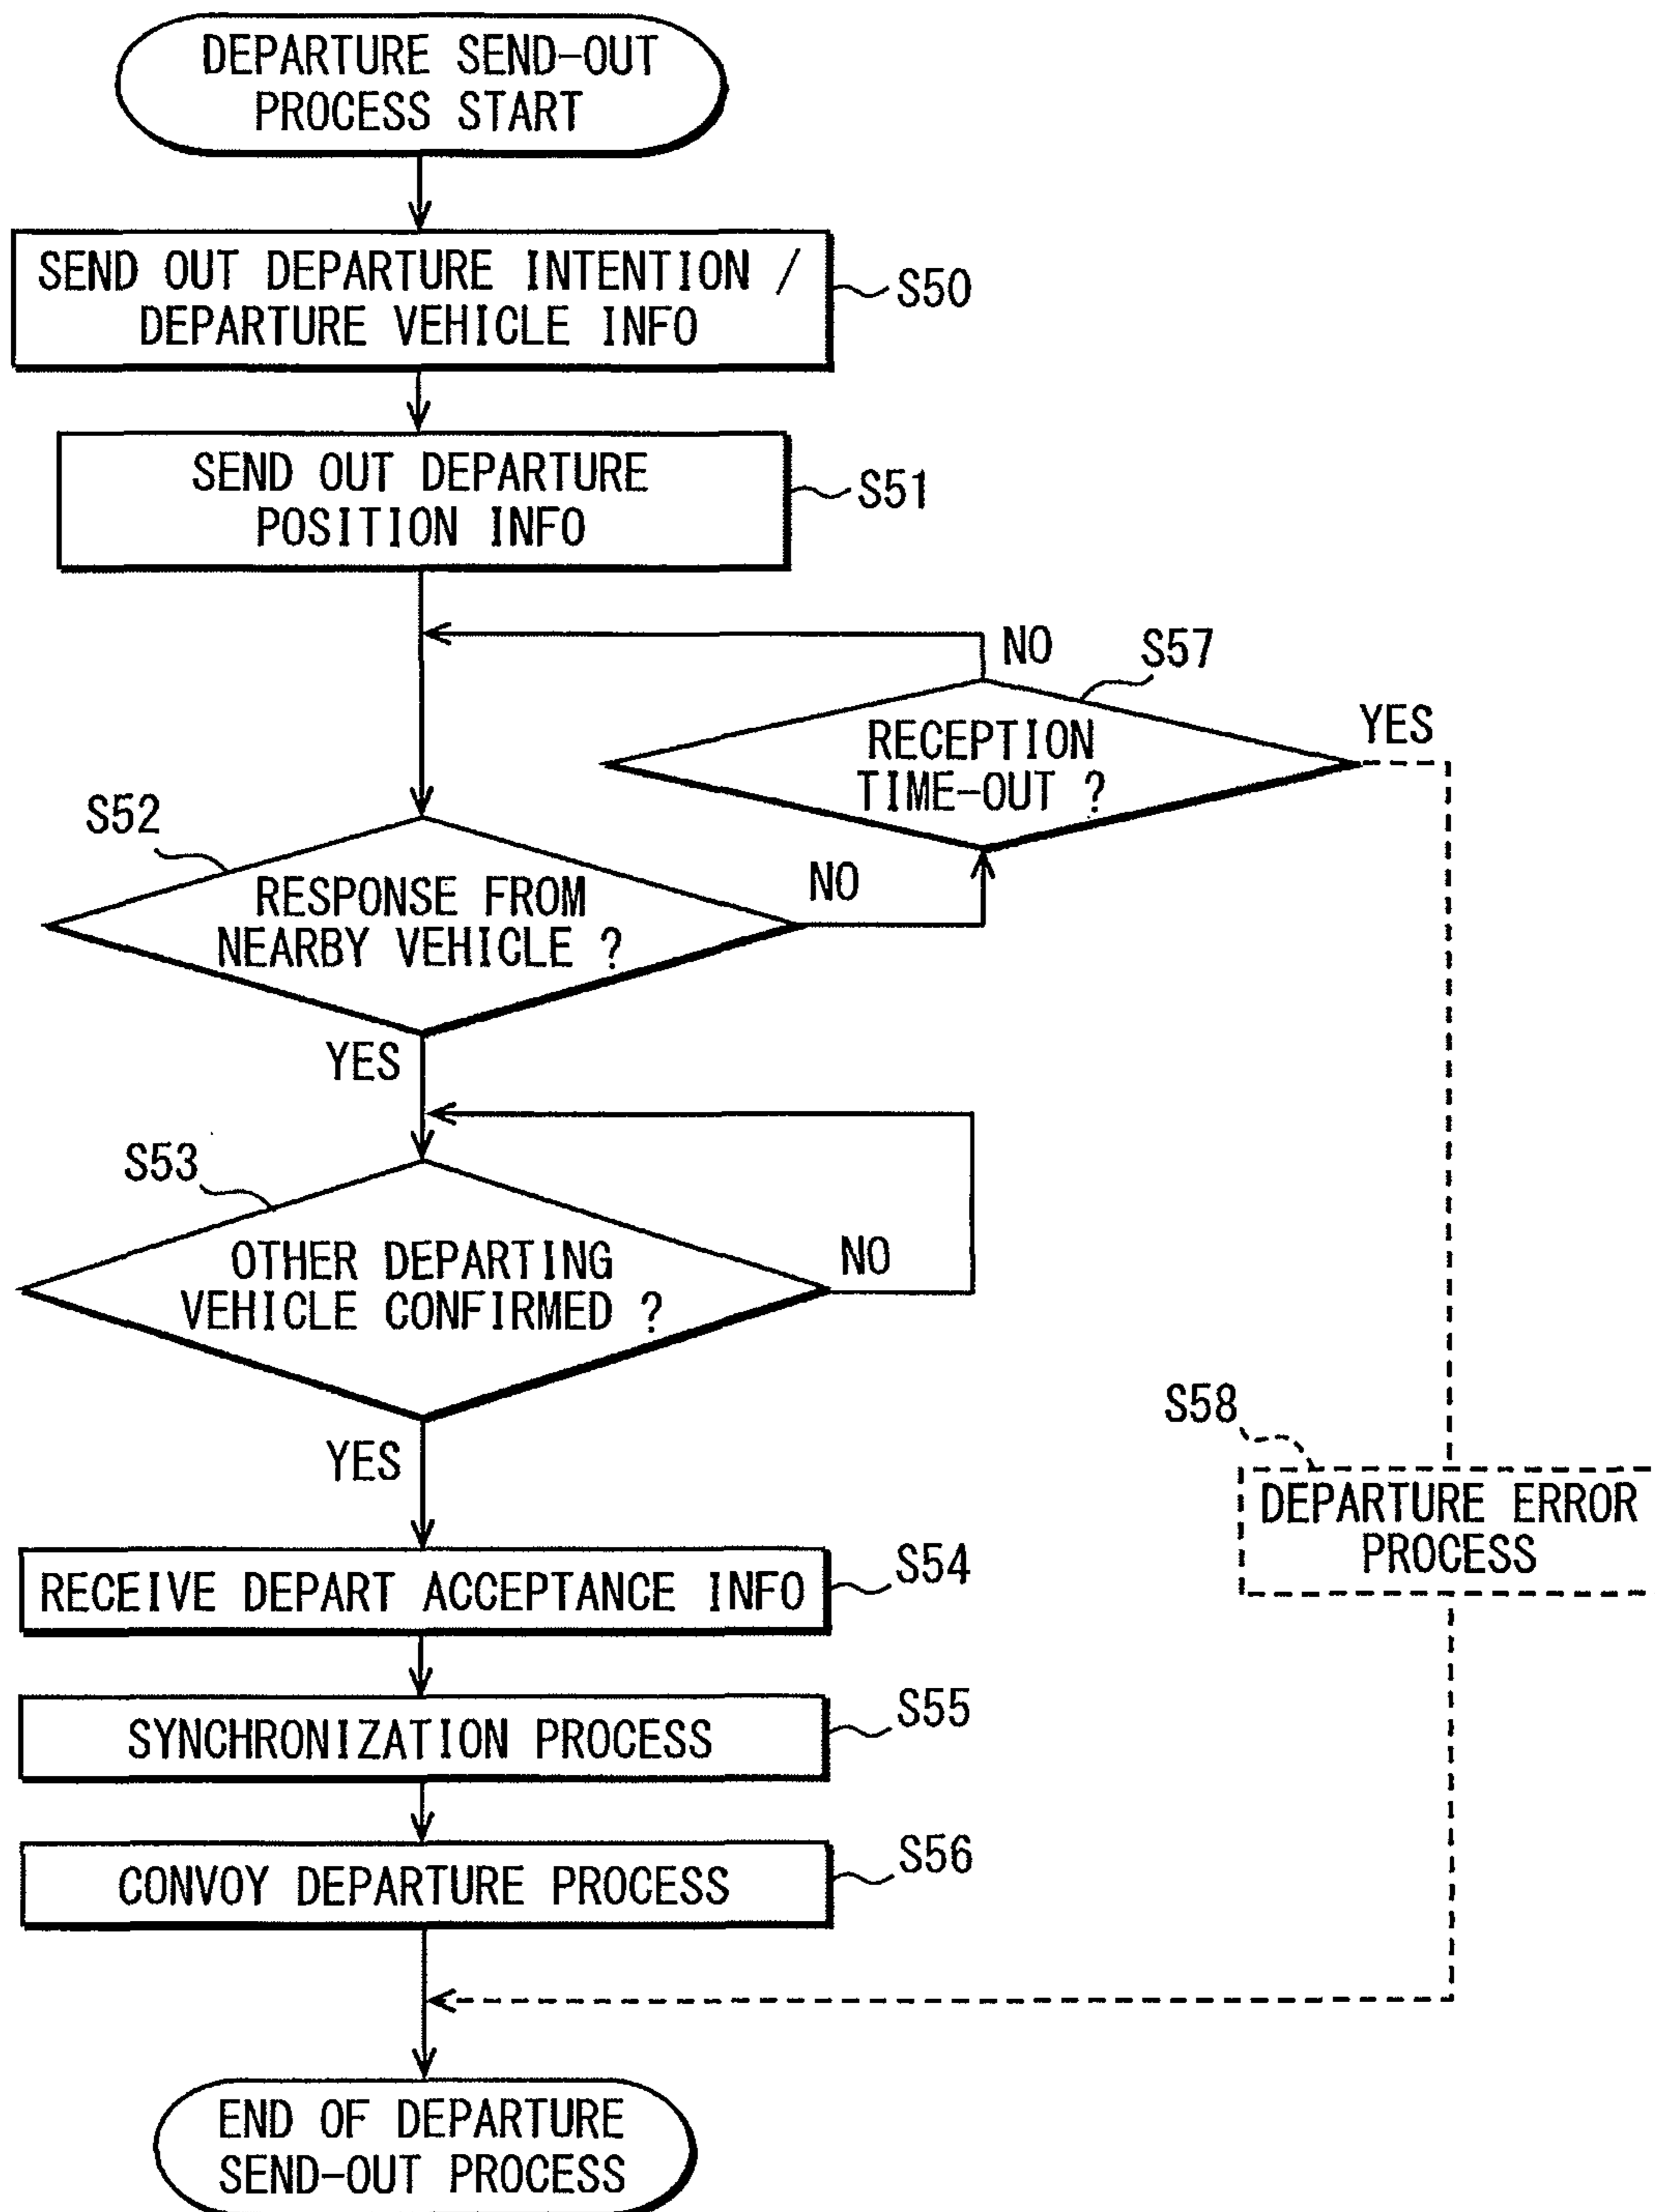 DEPARTURE SEND-OUT
PROCESS START
SEND OUT DEPARTURE INTENTION /
DEPARTURE VEHICLE INFO
S50
SEND OUT DEPARTURE
POSITION INFO
S51
NO
S57
RECEPTION
TIME-OUT ?
YES
S52
RESPONSE FROM
NEARBY VEHICLE ?
NO
YES
S53
OTHER DEPARTING
VEHICLE CONFIRMED ?
NO
YES
S58
DEPARTURE ERROR
PROCESS
RECEIVE DEPART ACCEPTANCE INFO
S54
SYNCHRONIZATION PROCESS
S55
CONVOY DEPARTURE PROCESS
S56
END OF DEPARTURE
SEND-OUT PROCESS